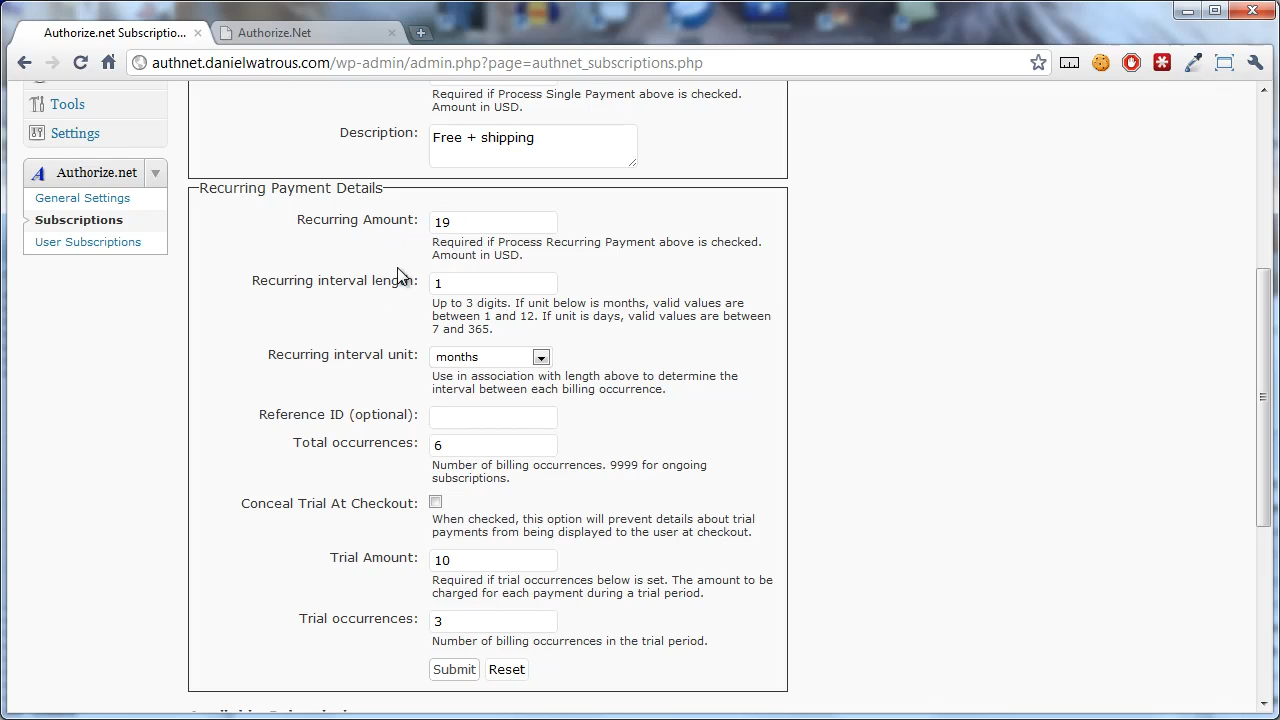 Authorize.net Subscriptio...
Authorize.Net
authnet.danielwatrous.com/wp-admin/admin.php?page=authnet_subscriptions.php
Tools
Settings
Authorize.net
General Settings
Subscriptions
User Subscriptions
Required if Process Single Payment above is checked.
Amount in USD.
Description:
Free + shipping
Recurring Payment Details
Recurring Amount:
19
Required if Process Recurring Payment above is checked.
Amount in USD.
Recurring interval length:
1
Up to 3 digits. If unit below is months, valid values are
between 1 and 12. If unit is days, valid values are between
7 and 365.
Recurring interval unit:
months
Use in association with length above to determine the
interval between each billing occurrence.
Reference ID (optional):
Total occurrences:
6
Number of billing occurrences. 9999 for ongoing
subscriptions.
Conceal Trial At Checkout:
When checked, this option will prevent details about trial
payments from being displayed to the user at checkout.
Trial Amount:
10
Required if trial occurrences below is set. The amount to be
charged for each payment during a trial period.
Trial occurrences:
3
Number of billing occurrences in the trial period.
Submit
Reset